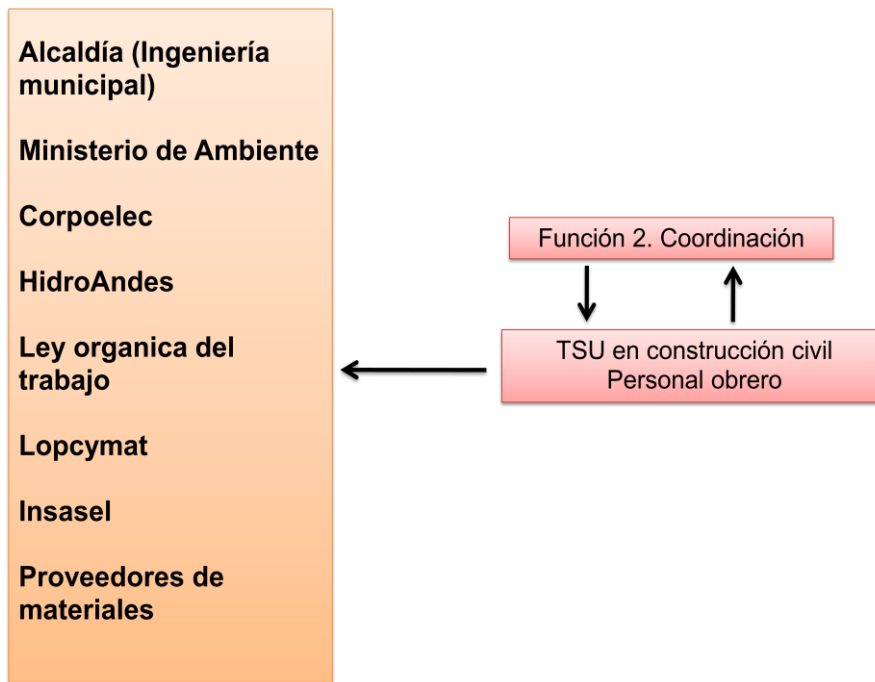 Alcaldía (Ingeniería
municipal)
Ministerio de Ambiente
Corpoelec
HidroAndes
Ley organica del
trabajo
Lopcymat
Insasel
Proveedores de
materiales
Función 2. Coordinación
TSU en construcción civil
Personal obrero